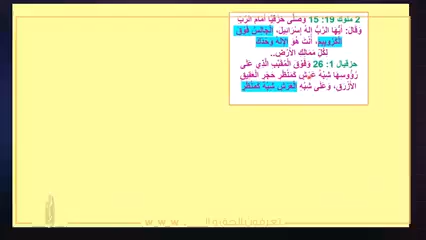 2 ملوك 19: 15 وَصَلَّى حَزَقِيَّا أَمَامَ الرَّبِّ
وَقَالَ: أَيُّهَا الرَّبُّ إِلهُ إِسْرَائِيلَ، الْجَالِسُ فَوْقَ
الْكَرُوبِيمِ، أَنْتَ هُوَ الإِلهُ وَحْدَكَ
لِكُلِّ مَمَالِكِ الأَرْضِ..
حزقيال 1: 26 وَفَوْقَ الْمُقَبَّبِ الَّذِي عَلَى
رُؤُوسِهَا شِبْهُ عَرْشٍ كَمَنْظَرِ حَجَرِ الْعَقِيقِ
الأَزْرَقِ، وَعَلَى شِبْهِ الْعَرْشِ شِبْهٌ كَمَنْظَرِ